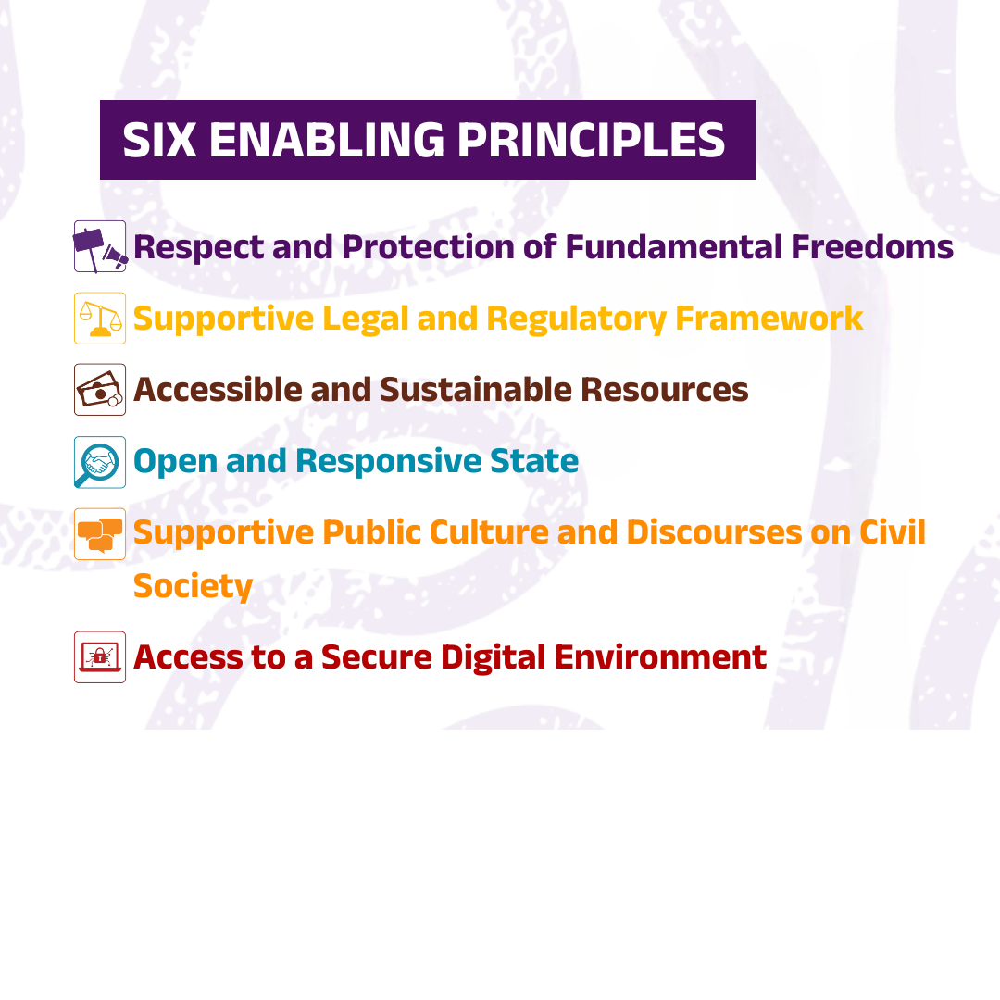 SIX ENABLING PRINCIPLES
Respect and Protection of Fundamental Freedoms
Supportive Legal and Regulatory Framework
Accessible and Sustainable Resources
Open and Responsive State
Supportive Public Culture and Discourses on Civil
Society
Access to a Secure Digital Environment